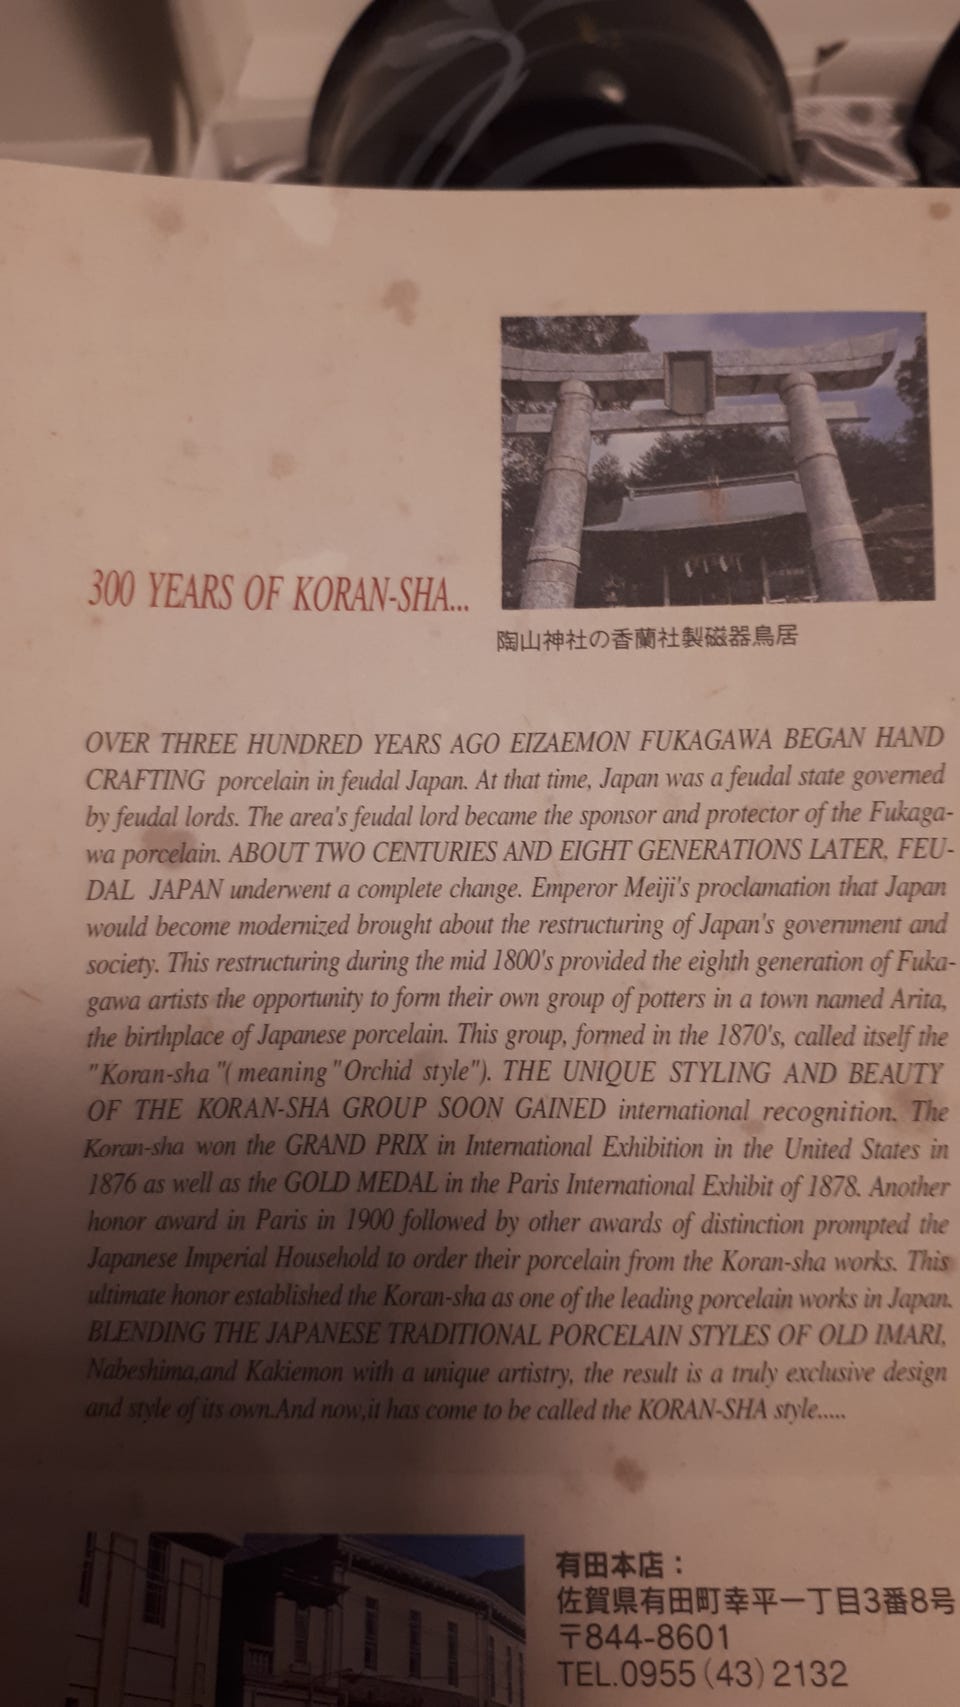 300 YEARS OF KORAN-SHA...
陶山神社の香蘭社製磁器鳥居
OVER THREE HUNDRED YEARS AGO EIZAEMON FUKAGAWA BEGAN HAND
CRAFTING porcelain in feudal Japan. At that time, Japan was a feudal state governed
by feudal lords. The area's feudal lord became the sponsor and protector of the Fukaga-
wa porcelain. ABOUT TWO CENTURIES AND EIGHT GENERATIONS LATER, FEU-
DAL JAPAN underwent a complete change. Emperor Meiji's proclamation that Japan
would become modernized brought about the restructuring of Japan's government and
society. This restructuring during the mid 1800's provided the eighth generation of Fuka-
gawa artists the opportunity to form their own group of potters in a town named Arita,
the birthplace of Japanese porcelain. This group, formed in the 1870's, called itself the
"Koran-sha "( meaning "Orchid style"). THE UNIQUE STYLING AND BEAUTY
OF THE KORAN-SHA GROUP SOON GAINED international recognition. The
Koran-sha won the GRAND PRIX in International Exhibition in the United States in
1876 as well as the GOLD MEDAL in the Paris International Exhibit of 1878. Another
honor award in Paris in 1900 followed by other awards of distinction prompted the
Japanese Imperial Household to order their porcelain from the Koran-sha works. This
ultimate honor established the Koran-sha as one of the leading porcelain works in Japan.
BLENDING THE JAPANESE TRADITIONAL PORCELAIN STYLES OF OLD IMARI,
Nabeshima,and Kakiemon with a unique artistry, the result is a truly exclusive design
and style of its own.And now,it has come to be called the KORAN-SHA style.....
有田本店：
佐賀県有田町幸平一丁目3番8号
〒844-8601
TEL.0955(43)2132